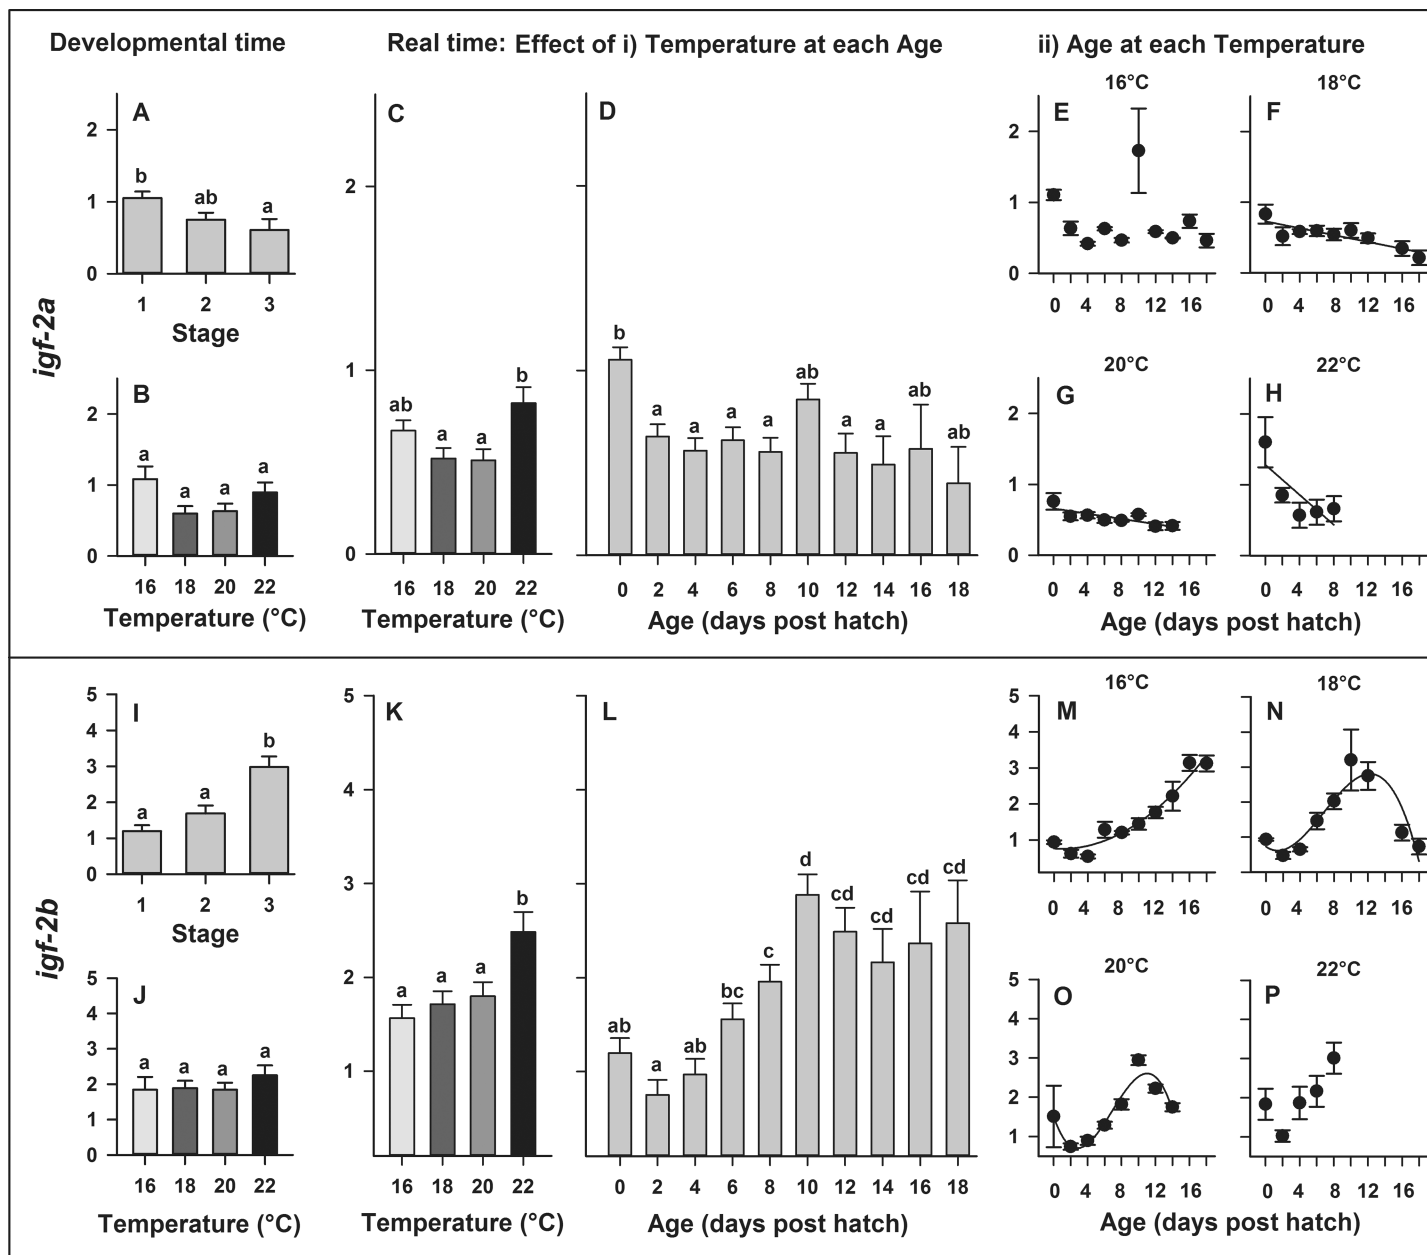 Developmental time
Real time: Effect of i) Temperature at each Age
ii) Age at each Temperature
igf-2a
A
2
1
0
b
ab
a
1 2 3
Stage
B
2
1
0
a a a a
16 18 20 22
Temperature (°C)
C
2
1
0
ab a a b
16 18 20 22
Temperature (°C)
D
2
1
0
b a a a a ab a a ab ab
0 2 4 6 8 10 12 14 16 18
Age (days post hatch)
16°C
E
2
1
0
0 4 8 12 16
18°C
F
0 4 8 12 16
20°C
G
2
1
0
0 4 8 12 16
22°C
H
0 4 8 12 16
Age (days post hatch)
igf-2b
I
5
4
3
2
1
0
a a b
1 2 3
Stage
J
5
4
3
2
1
0
a a a a
16 18 20 22
Temperature (°C)
K
5
4
3
2
1
a a a b
16 18 20 22
Temperature (°C)
L
5
4
3
2
1
ab a ab bc c d cd cd cd cd
0 2 4 6 8 10 12 14 16 18
Age (days post hatch)
16°C
M
5
4
3
2
1
0 4 8 12 16
18°C
N
0 4 8 12 16
20°C
O
5
4
3
2
1
0 4 8 12 16
22°C
P
0 4 8 12 16
Age (days post hatch)